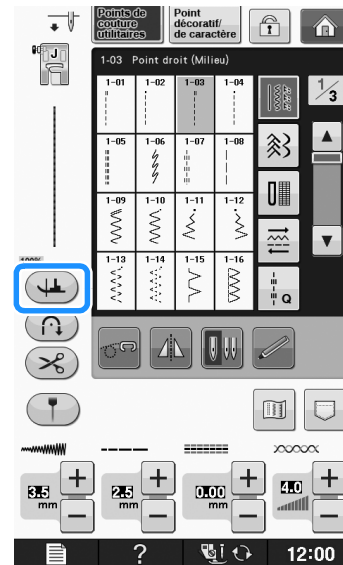 Points de couture utilitaires
Point décoratif/ de caractère
J
1-03 Point droit (Milieu)
1/3
1-01 1-02 1-03 1-04
1-05 1-06 1-07 1-08
1-09 1-10 1-11 1-12
1-13 1-14 1-15 1-16
100%
Q
3.5 mm
2.5 mm
0.00 mm
4.0
+ + + +
− − − −
? 12:00